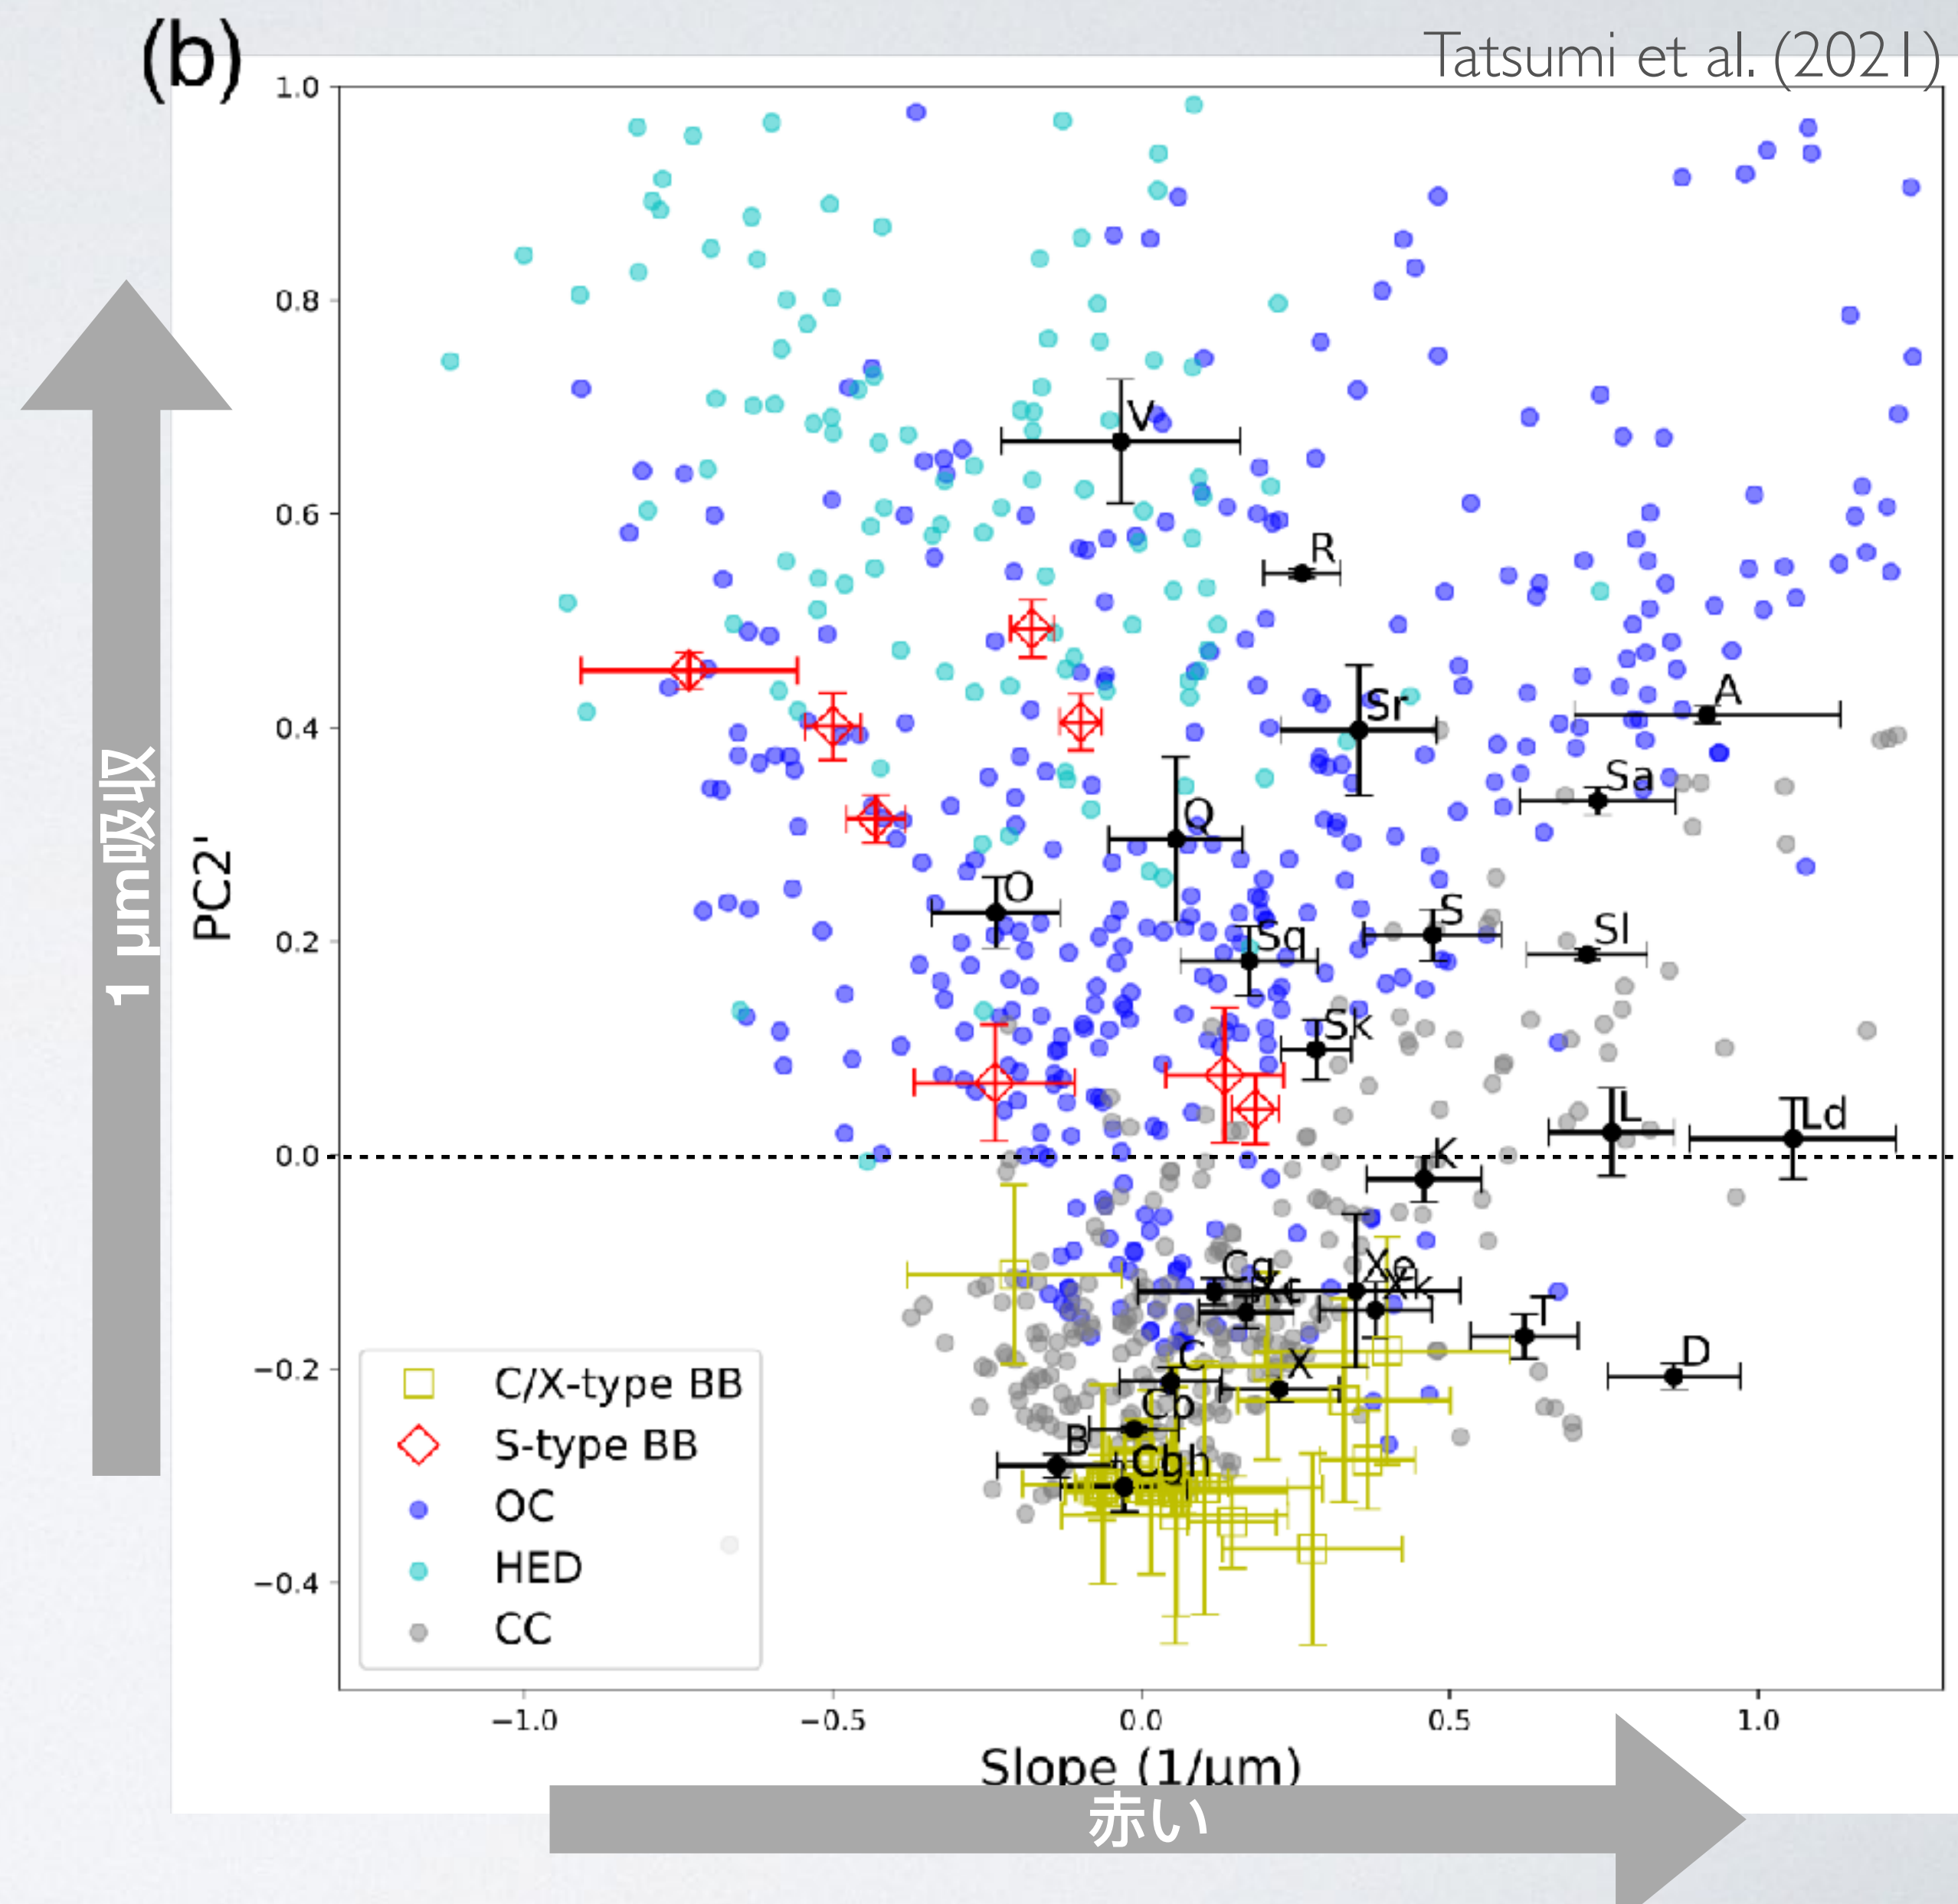 (b)
Tatsumi et al. (2021)
1.0
0.8
0.6
0.4
0.2
0.0
−0.2
−0.4
1 μm吸収
PC2'
V
R
A
Sr
Sa
Q
O
S
Sl
Sq
Sk
L
Ld
K
Cg
Xe
Xk
T
C
X
D
Cb
B
Cgh
C/X-type BB
S-type BB
OC
HED
CC
−1.0
−0.5
0.0
0.5
1.0
Slope (1/μm)
赤い